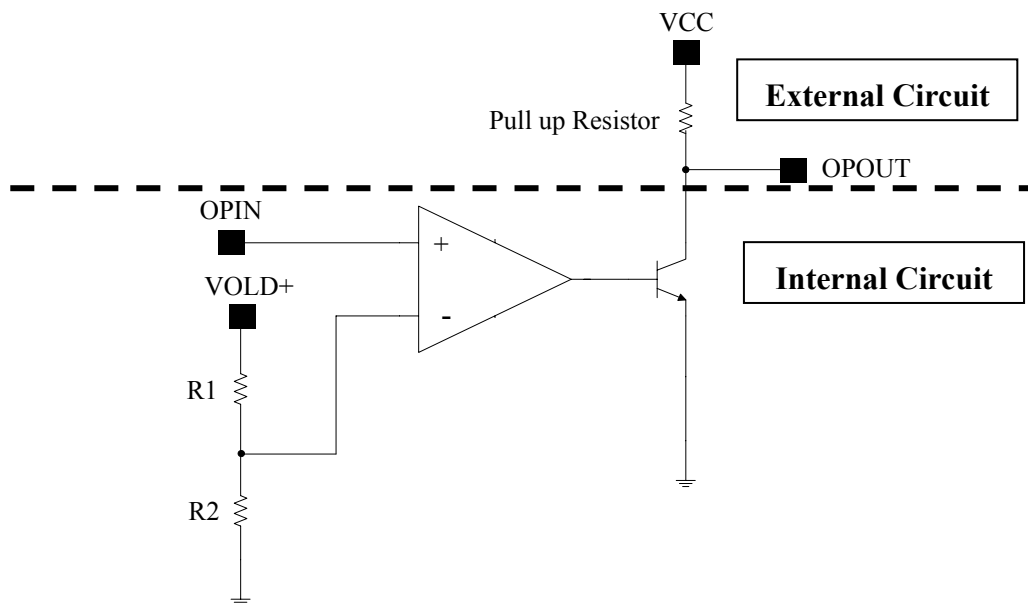 VCC
External Circuit
Pull up Resistor
OPOUT
OPIN
+
Internal Circuit
VOLD+
-
R1
R2